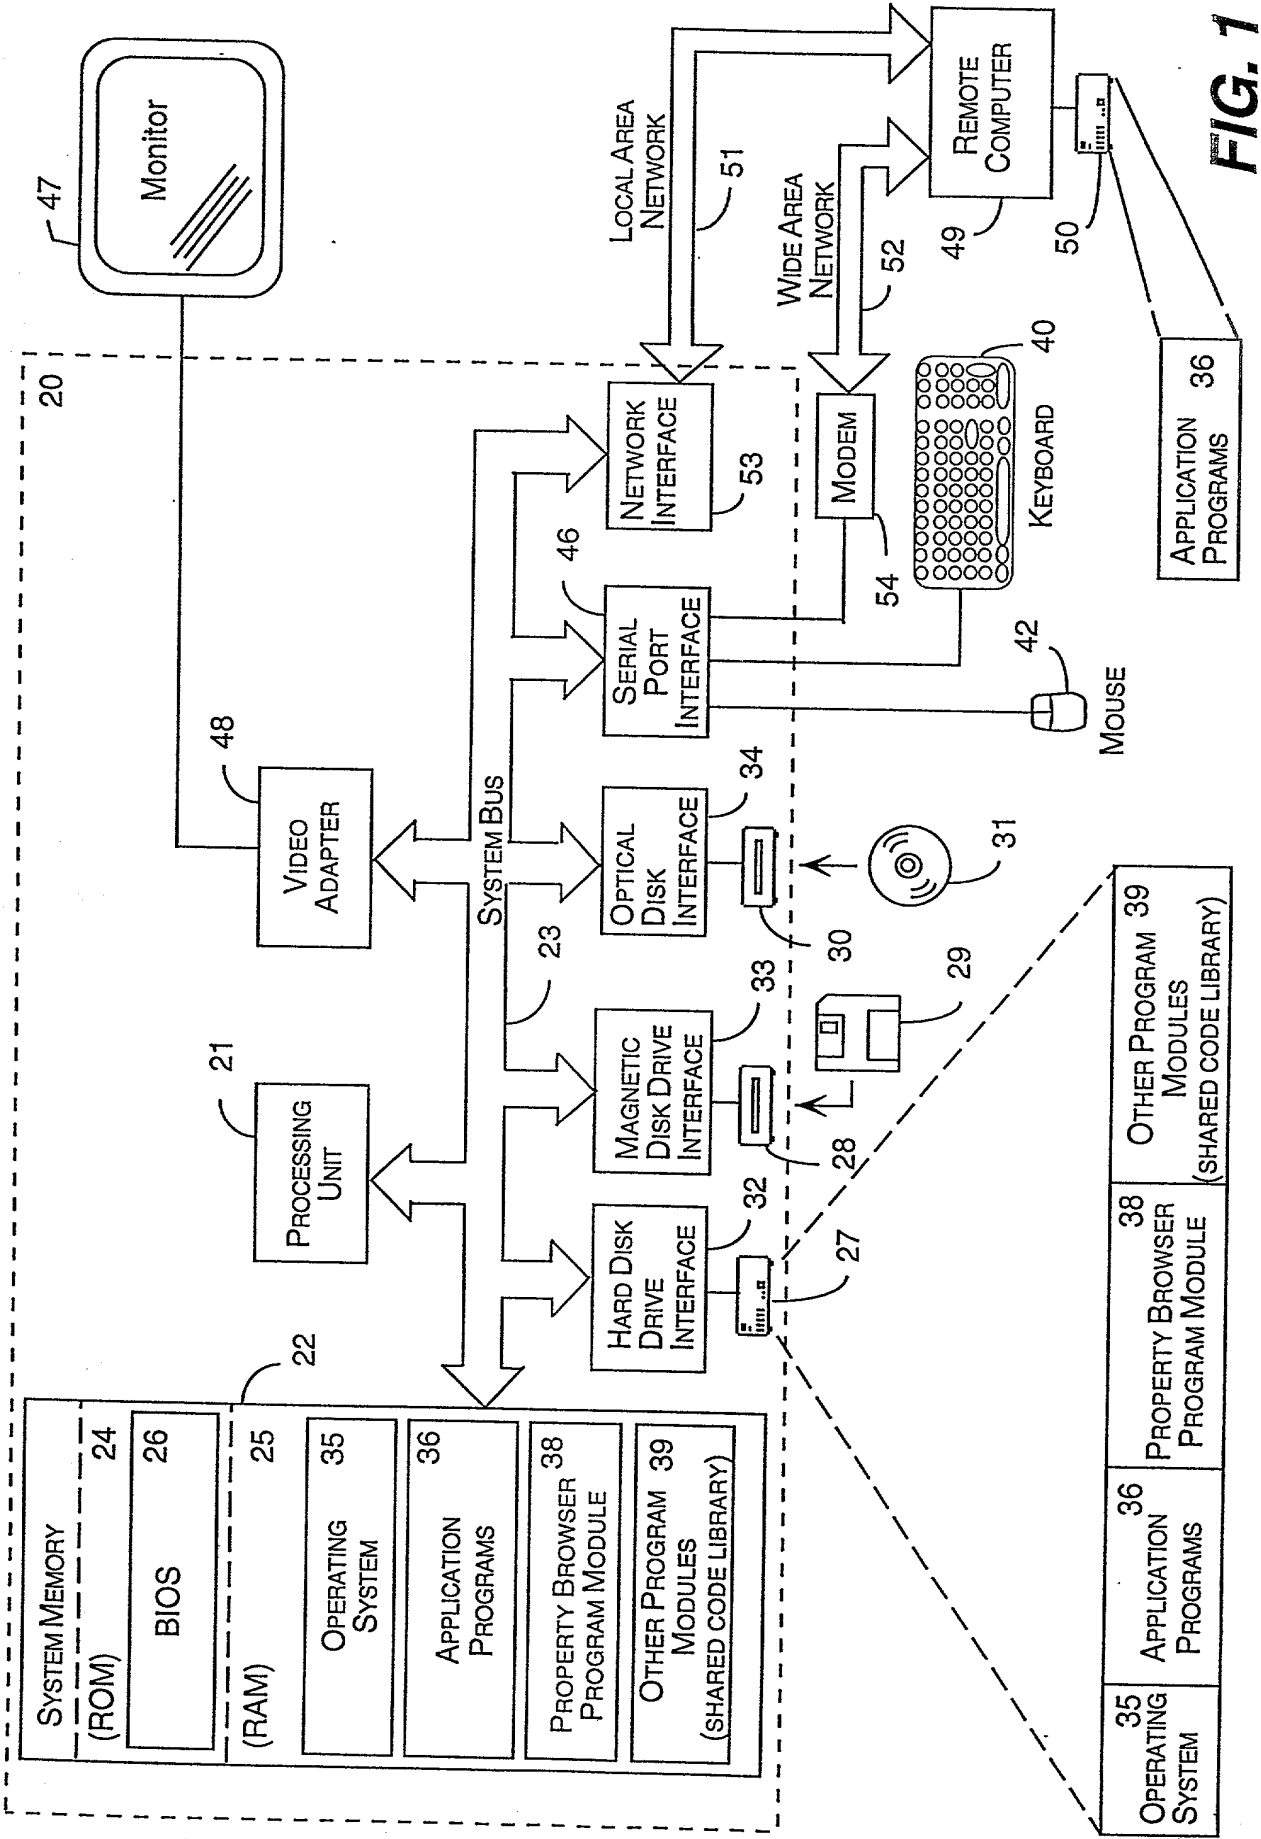 SYSTEM MEMORY
(ROM) 24
BIOS 26
(RAM) 25
OPERATING
SYSTEM
35
APPLICATION
PROGRAMS
36
PROPERTY BROWSER
PROGRAM MODULE
38
OTHER PROGRAM 39
MODULES
(SHARED CODE LIBRARY)
22
PROCESSING
UNIT
21
VIDEO
ADAPTER
48
20
47
Monitor
SYSTEM BUS
23
HARD DISK
DRIVE
INTERFACE
32
MAGNETIC
DISK DRIVE
INTERFACE
33
OPTICAL
DISK
INTERFACE
34
SERIAL
PORT
INTERFACE
46
NETWORK
INTERFACE
53
27
28
29
30
31
LOCAL AREA
NETWORK
51
WIDE AREA
NETWORK
52
MODEM
54
KEYBOARD
40
MOUSE
42
REMOTE
COMPUTER
49
50
APPLICATION
PROGRAMS
36
35
OPERATING
SYSTEM
36
APPLICATION
PROGRAMS
38
PROPERTY BROWSER
PROGRAM MODULE
OTHER PROGRAM 39
MODULES
(SHARED CODE LIBRARY)
FIG. 1